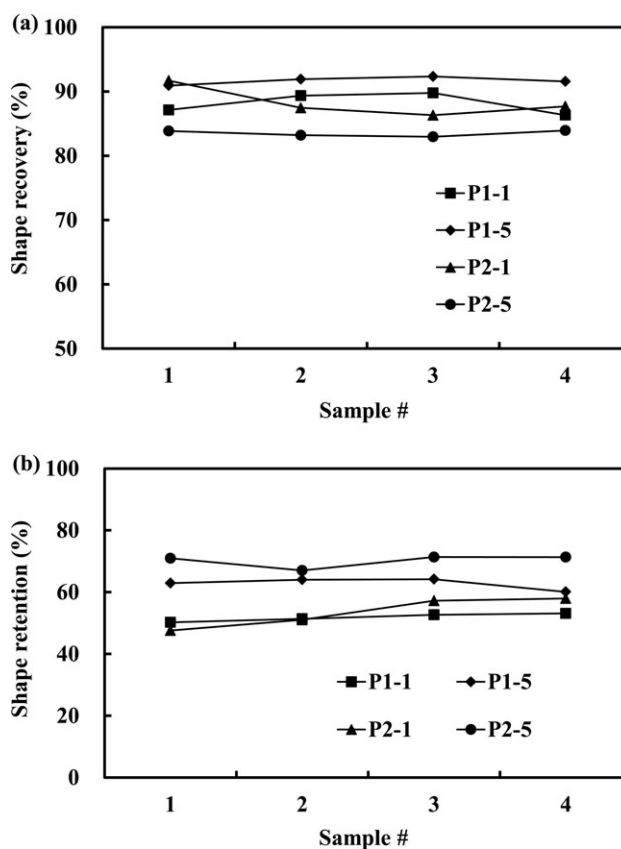 (a)
100
90
80
70
60
50
Shape recovery (%)
P1-1
P1-5
P2-1
P2-5
1 2 3 4
Sample #
(b)
100
80
60
40
20
0
Shape retention (%)
P1-1 P1-5
P2-1 P2-5
1 2 3 4
Sample #